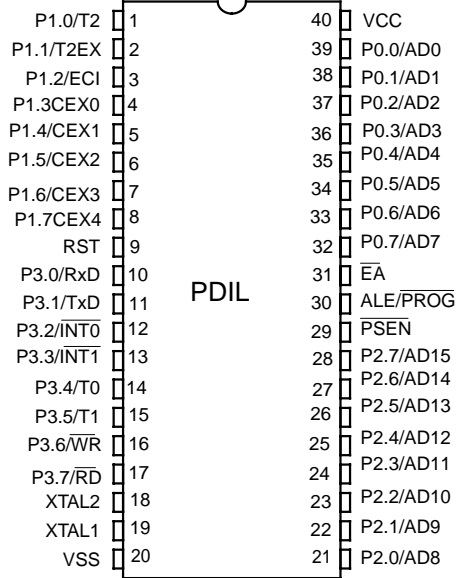 P1.0/T2 1 40 VCC
P1.1/T2EX 2 39 P0.0/AD0
P1.2/ECI 3 38 P0.1/AD1
P1.3CEX0 4 37 P0.2/AD2
P1.4/CEX1 5 36 P0.3/AD3
P1.5/CEX2 6 35 P0.4/AD4
P1.6/CEX3 7 34 P0.5/AD5
P1.7CEX4 8 33 P0.6/AD6
RST 9 32 P0.7/AD7
P3.0/RxD 10 31 EA
P3.1/TxD 11 PDIL 30 ALE/PROG
P3.2/INT0 12 29 PSEN
P3.3/INT1 13 28 P2.7/AD15
P3.4/T0 14 27 P2.6/AD14
P3.5/T1 15 26 P2.5/AD13
P3.6/WR 16 25 P2.4/AD12
P3.7/RD 17 24 P2.3/AD11
XTAL2 18 23 P2.2/AD10
XTAL1 19 22 P2.1/AD9
VSS 20 21 P2.0/AD8